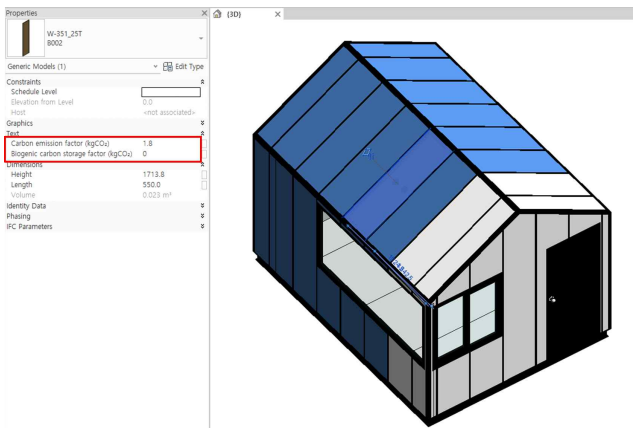 Properties
(3D)
W-351_25T
B002
Generic Models (1)
Edit Type
Constraints
Schedule Level
Elevation from Level 0.0
Host <not associated>
Graphics
Text
Carbon emission factor (kgCO₂) 1.8
Biogenic carbon storage factor (kgCO₂) 0
Dimensions
Height 1713.8
Length 550.0
Volume 0.023 m³
Identity Data
Phasing
IFC Parameters